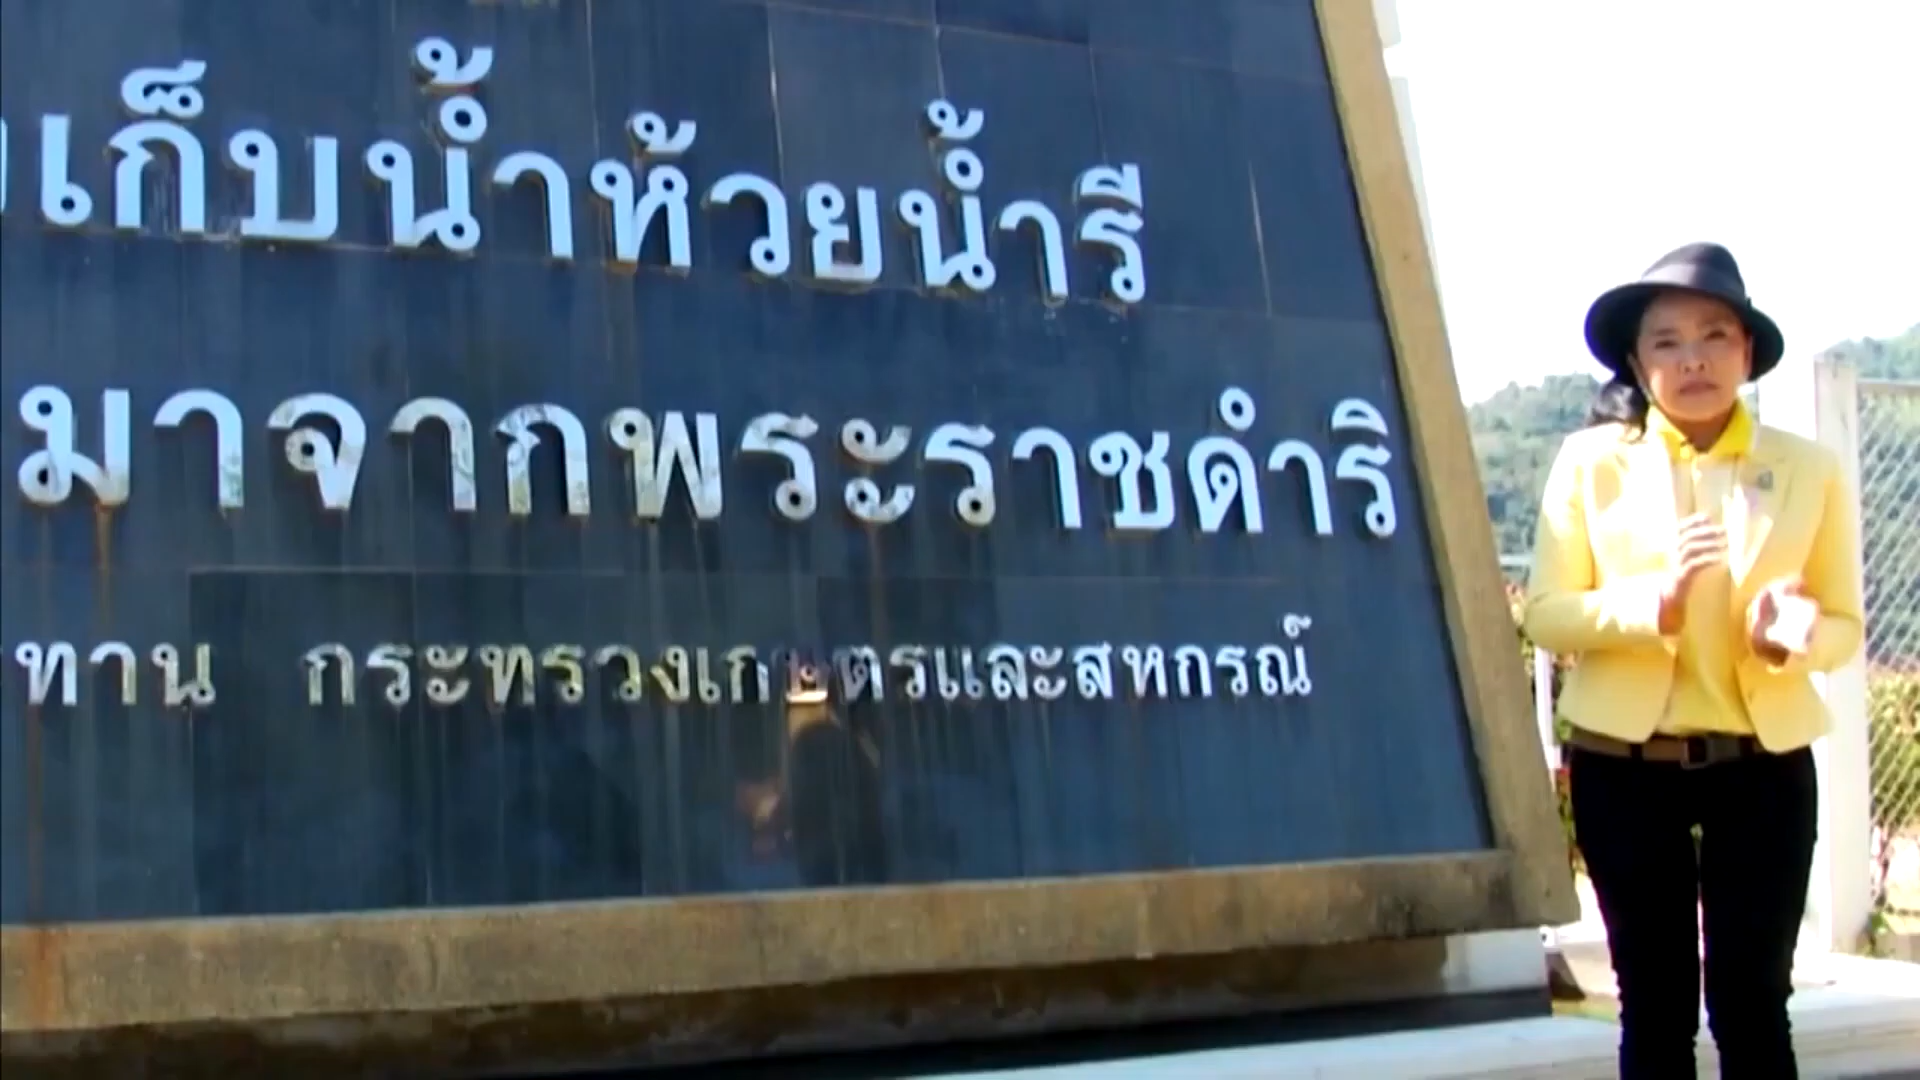 เก็บน้ำห้วยน้ำรี
มาจากพระราชดำริ
ทาน กระทรวงเกษตรและสหกรณ์